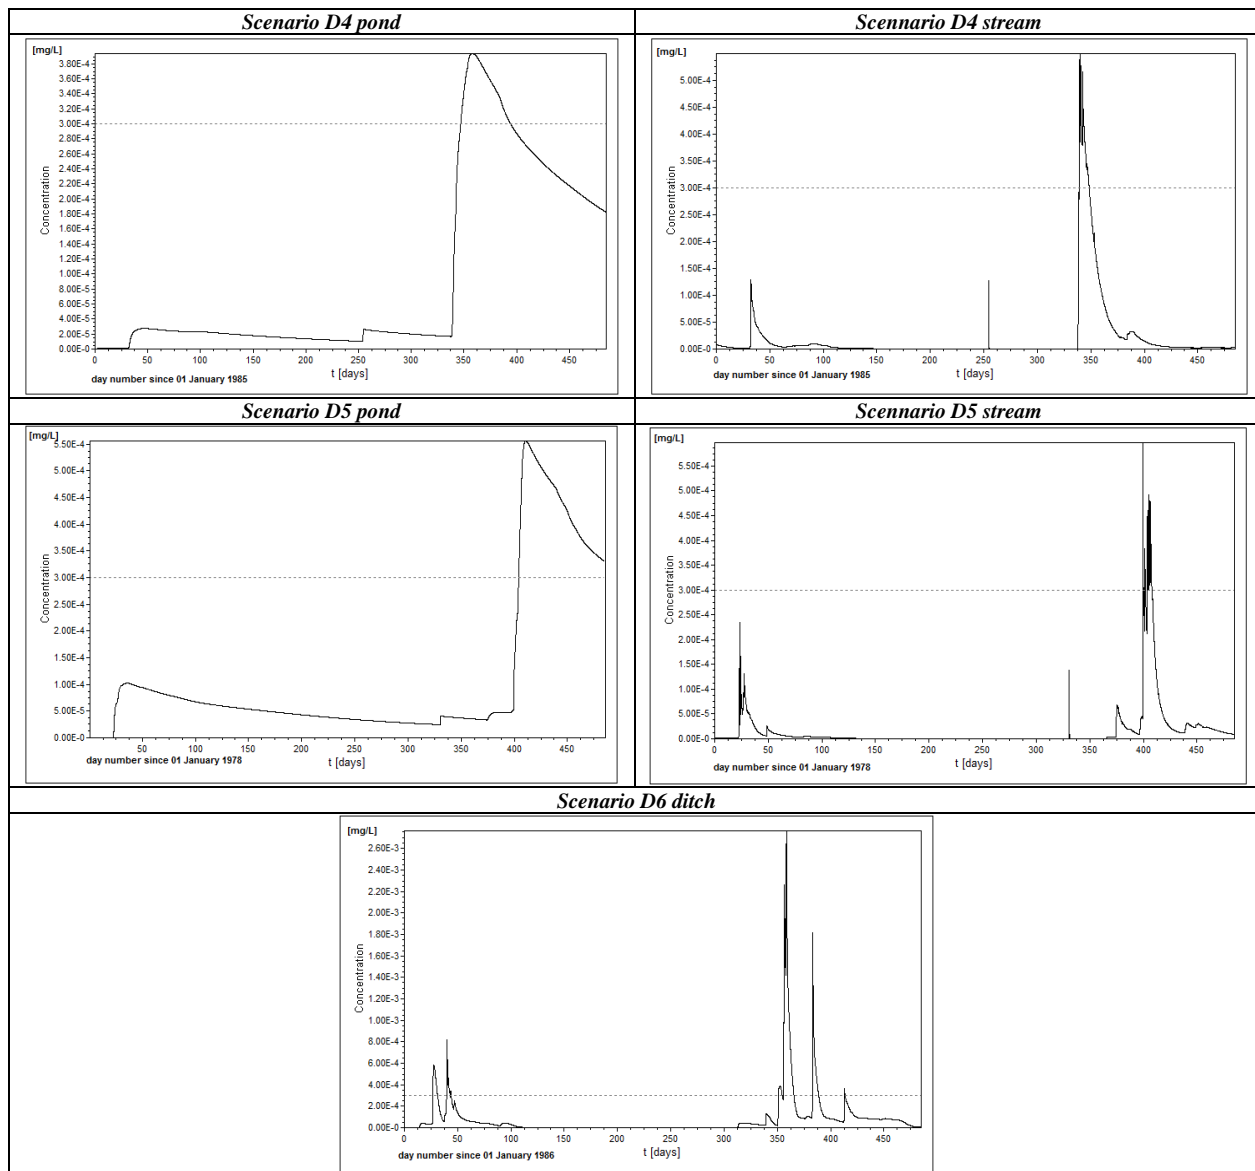 Scenario D4 pond
Scennario D4 stream
[mg/L]
3.80E-4
3.60E-4
3.40E-4
3.20E-4
3.00E-4
2.80E-4
2.60E-4
2.40E-4
2.20E-4
2.00E-4
1.80E-4
1.60E-4
1.40E-4
1.20E-4
1.00E-4
8.00E-5
6.00E-5
4.00E-5
2.00E-5
0.00E-0
Concentration
0 50 100 150 200 250 300 350 400 450
t [days]
day number since 01 January 1985
[mg/L]
5.00E-4
4.50E-4
4.00E-4
3.50E-4
3.00E-4
2.50E-4
2.00E-4
1.50E-4
1.00E-4
5.00E-5
0.00E-0
Concentration
0 50 100 150 200 250 300 350 400 450
t [days]
day number since 01 January 1985
Scenario D5 pond
Scennario D5 stream
[mg/L]
5.50E-4
5.00E-4
4.50E-4
4.00E-4
3.50E-4
3.00E-4
2.50E-4
2.00E-4
1.50E-4
1.00E-4
5.00E-5
0.00E-0
Concentration
50 100 150 200 250 300 350 400 450
t [days]
day number since 01 January 1978
[mg/L]
5.50E-4
5.00E-4
4.50E-4
4.00E-4
3.50E-4
3.00E-4
2.50E-4
2.00E-4
1.50E-4
1.00E-4
5.00E-5
0.00E-0
Concentration
0 50 100 150 200 250 300 350 400 450
t [days]
day number since 01 January 1978
Scenario D6 ditch
[mg/L]
2.60E-3
2.40E-3
2.20E-3
2.00E-3
1.80E-3
1.60E-3
1.40E-3
1.20E-3
1.00E-3
8.00E-4
6.00E-4
4.00E-4
2.00E-4
0.00E-0
Concentration
0 50 100 150 200 250 300 350 400 450
t [days]
day number since 01 January 1986